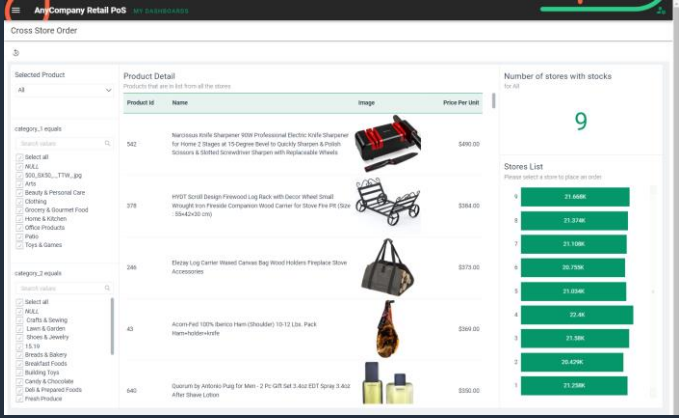 AnyCompany Retail PoS MY DASHBOARDS
Cross Store Order
Selected Product
All
category_1 equals
Search values
Select all
NULL
500_SX50__TTW_.jpg
Arts
Beauty & Personal Care
Clothing
Grocery & Gourmet Food
Home & Kitchen
Office Products
Patio
Toys & Games
category_2 equals
Search values
Select all
NULL
Crafts & Sewing
Lawn & Garden
Shoes & Jewelry
15.19
Breads & Bakery
Breakfast Foods
Building Toys
Candy & Chocolate
Deli & Prepared Foods
Fresh Produce
Product Detail
Products that are in list from all the stores
Product Id Name Image Price Per Unit
542
Narcissus Knife Sharpener 90W Professional Electric Knife Sharpener
for Home 2 Stages at 15-Degree Bevel to Quickly Sharpen & Polish
Scissors & Slotted Screwdriver Sharpen with Replaceable Wheels
$490.00
378
HYDT Scroll Design Firewood Log Rack with Decor Wheel Small
Wrought Iron Fireside Companion Wood Carrier for Stove Fire Pit (Size
: 55×42×30 cm)
$384.00
246
Elezay Log Carrier Waxed Canvas Bag Wood Holders Fireplace Stove
Accessories
$373.00
43
Acorn-Fed 100% Iberico Ham (Shoulder) 10-12 Lbs. Pack
Ham+holder+knife
$369.00
640
Quorum by Antonio Puig for Men - 2 Pc Gift Set 3.4oz EDT Spray 3.4oz
After Shave Lotion
$350.00
Number of stores with stocks
for All
9
Stores List
Please select a store to place an order
9 21.668K
8 21.374K
7 21.108K
6 20.755K
5 21.034K
4 22.4K
3 21.58K
2 20.429K
1 21.258K